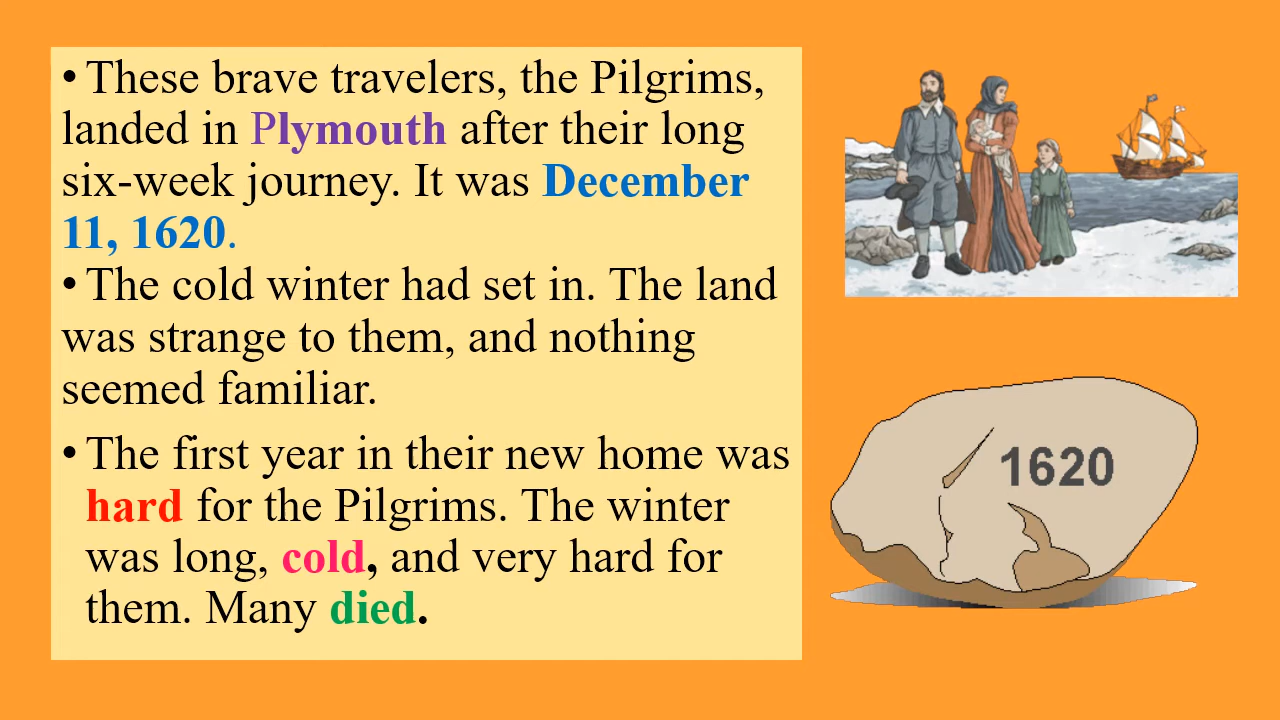 • These brave travelers, the Pilgrims,
landed in Plymouth after their long
six-week journey. It was December
11, 1620.
• The cold winter had set in. The land
was strange to them, and nothing
seemed familiar.
• The first year in their new home was
hard for the Pilgrims. The winter
was long, cold, and very hard for
them. Many died.
1620